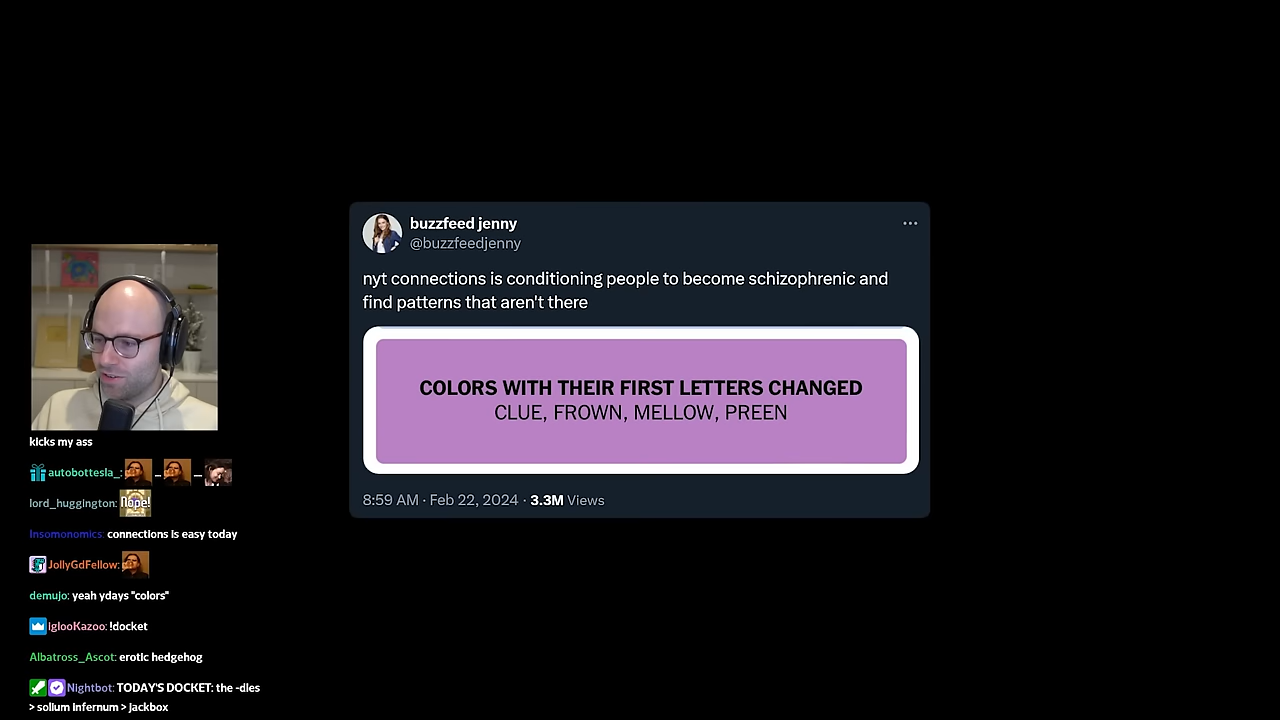 buzzfeed jenny
@buzzfeedjenny
nyt connections is conditioning people to become schizophrenic and
find patterns that aren't there
COLORS WITH THEIR FIRST LETTERS CHANGED
CLUE, FROWN, MELLOW, PREEN
8:59 AM · Feb 22, 2024 · 3.3M Views
kicks my ass
autobottesla_: _ _
lord_huggington: Nope!
Insomonomics: connections is easy today
JollyGdFellow:
demujo: yeah ydays "colors"
IglooKazoo: !docket
Albatross_Ascot: erotic hedgehog
Nightbot: TODAY'S DOCKET: the -dles
> solium infernum > jackbox